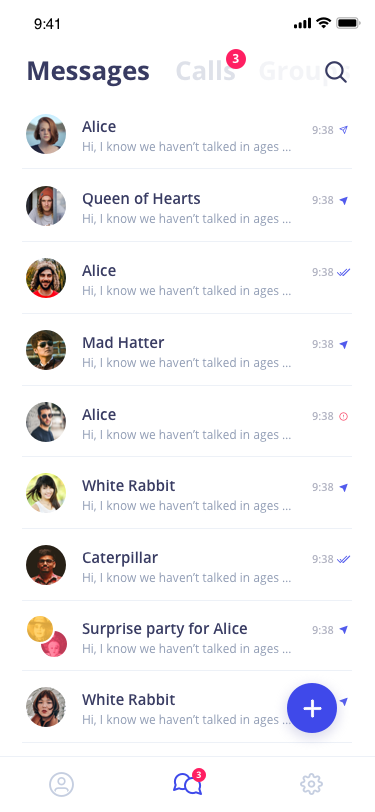 9:41
Messages Calls 3 Group
Alice 9:38
Hi, I know we haven’t talked in ages ...
Queen of Hearts 9:38
Hi, I know we haven’t talked in ages ...
Alice 9:38
Hi, I know we haven’t talked in ages ...
Mad Hatter 9:38
Hi, I know we haven’t talked in ages ...
Alice 9:38
Hi, I know we haven’t talked in ages ...
White Rabbit 9:38
Hi, I know we haven’t talked in ages ...
Caterpillar 9:38
Hi, I know we haven’t talked in ages ...
Surprise party for Alice 9:38
Hi, I know we haven’t talked in ages ...
White Rabbit
Hi, I know we haven’t talked in ages ...
3